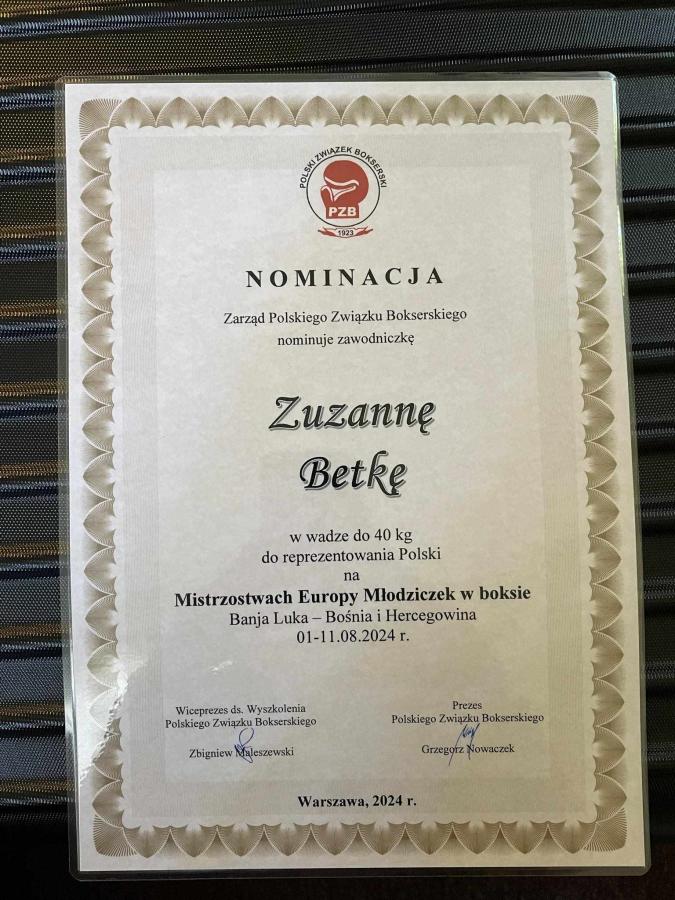 POLSKI ZWIĄZEK BOKSERSKI
PZB
1923
NOMINACJA
Zarząd Polskiego Związku Bokserskiego
nominuje zawodniczkę
Zuzannę
Betkę
w wadze do 40 kg
do reprezentowania Polski
na
Mistrzostwach Europy Młodziczek w boksie
Banja Luka – Bośnia i Hercegowina
01-11.08.2024 r.
Wiceprezes ds. Wyszkolenia
Polskiego Związku Bokserskiego
Zbigniew Maleszewski
Prezes
Polskiego Związku Bokserskiego
Grzegorz Nowaczek
Warszawa, 2024 r.